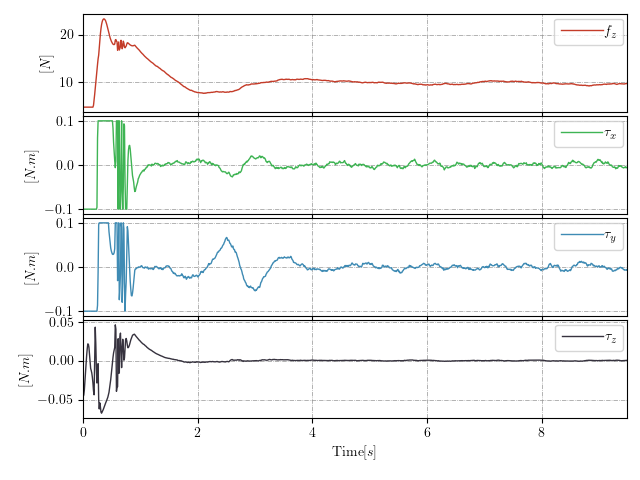 20
10
[N]
f_z
0.1
0.0
−0.1
[N.m]
τ_x
0.1
0.0
−0.1
[N.m]
τ_y
0.05
0.00
−0.05
[N.m]
τ_z
0 2 4 6 8
Time[s]